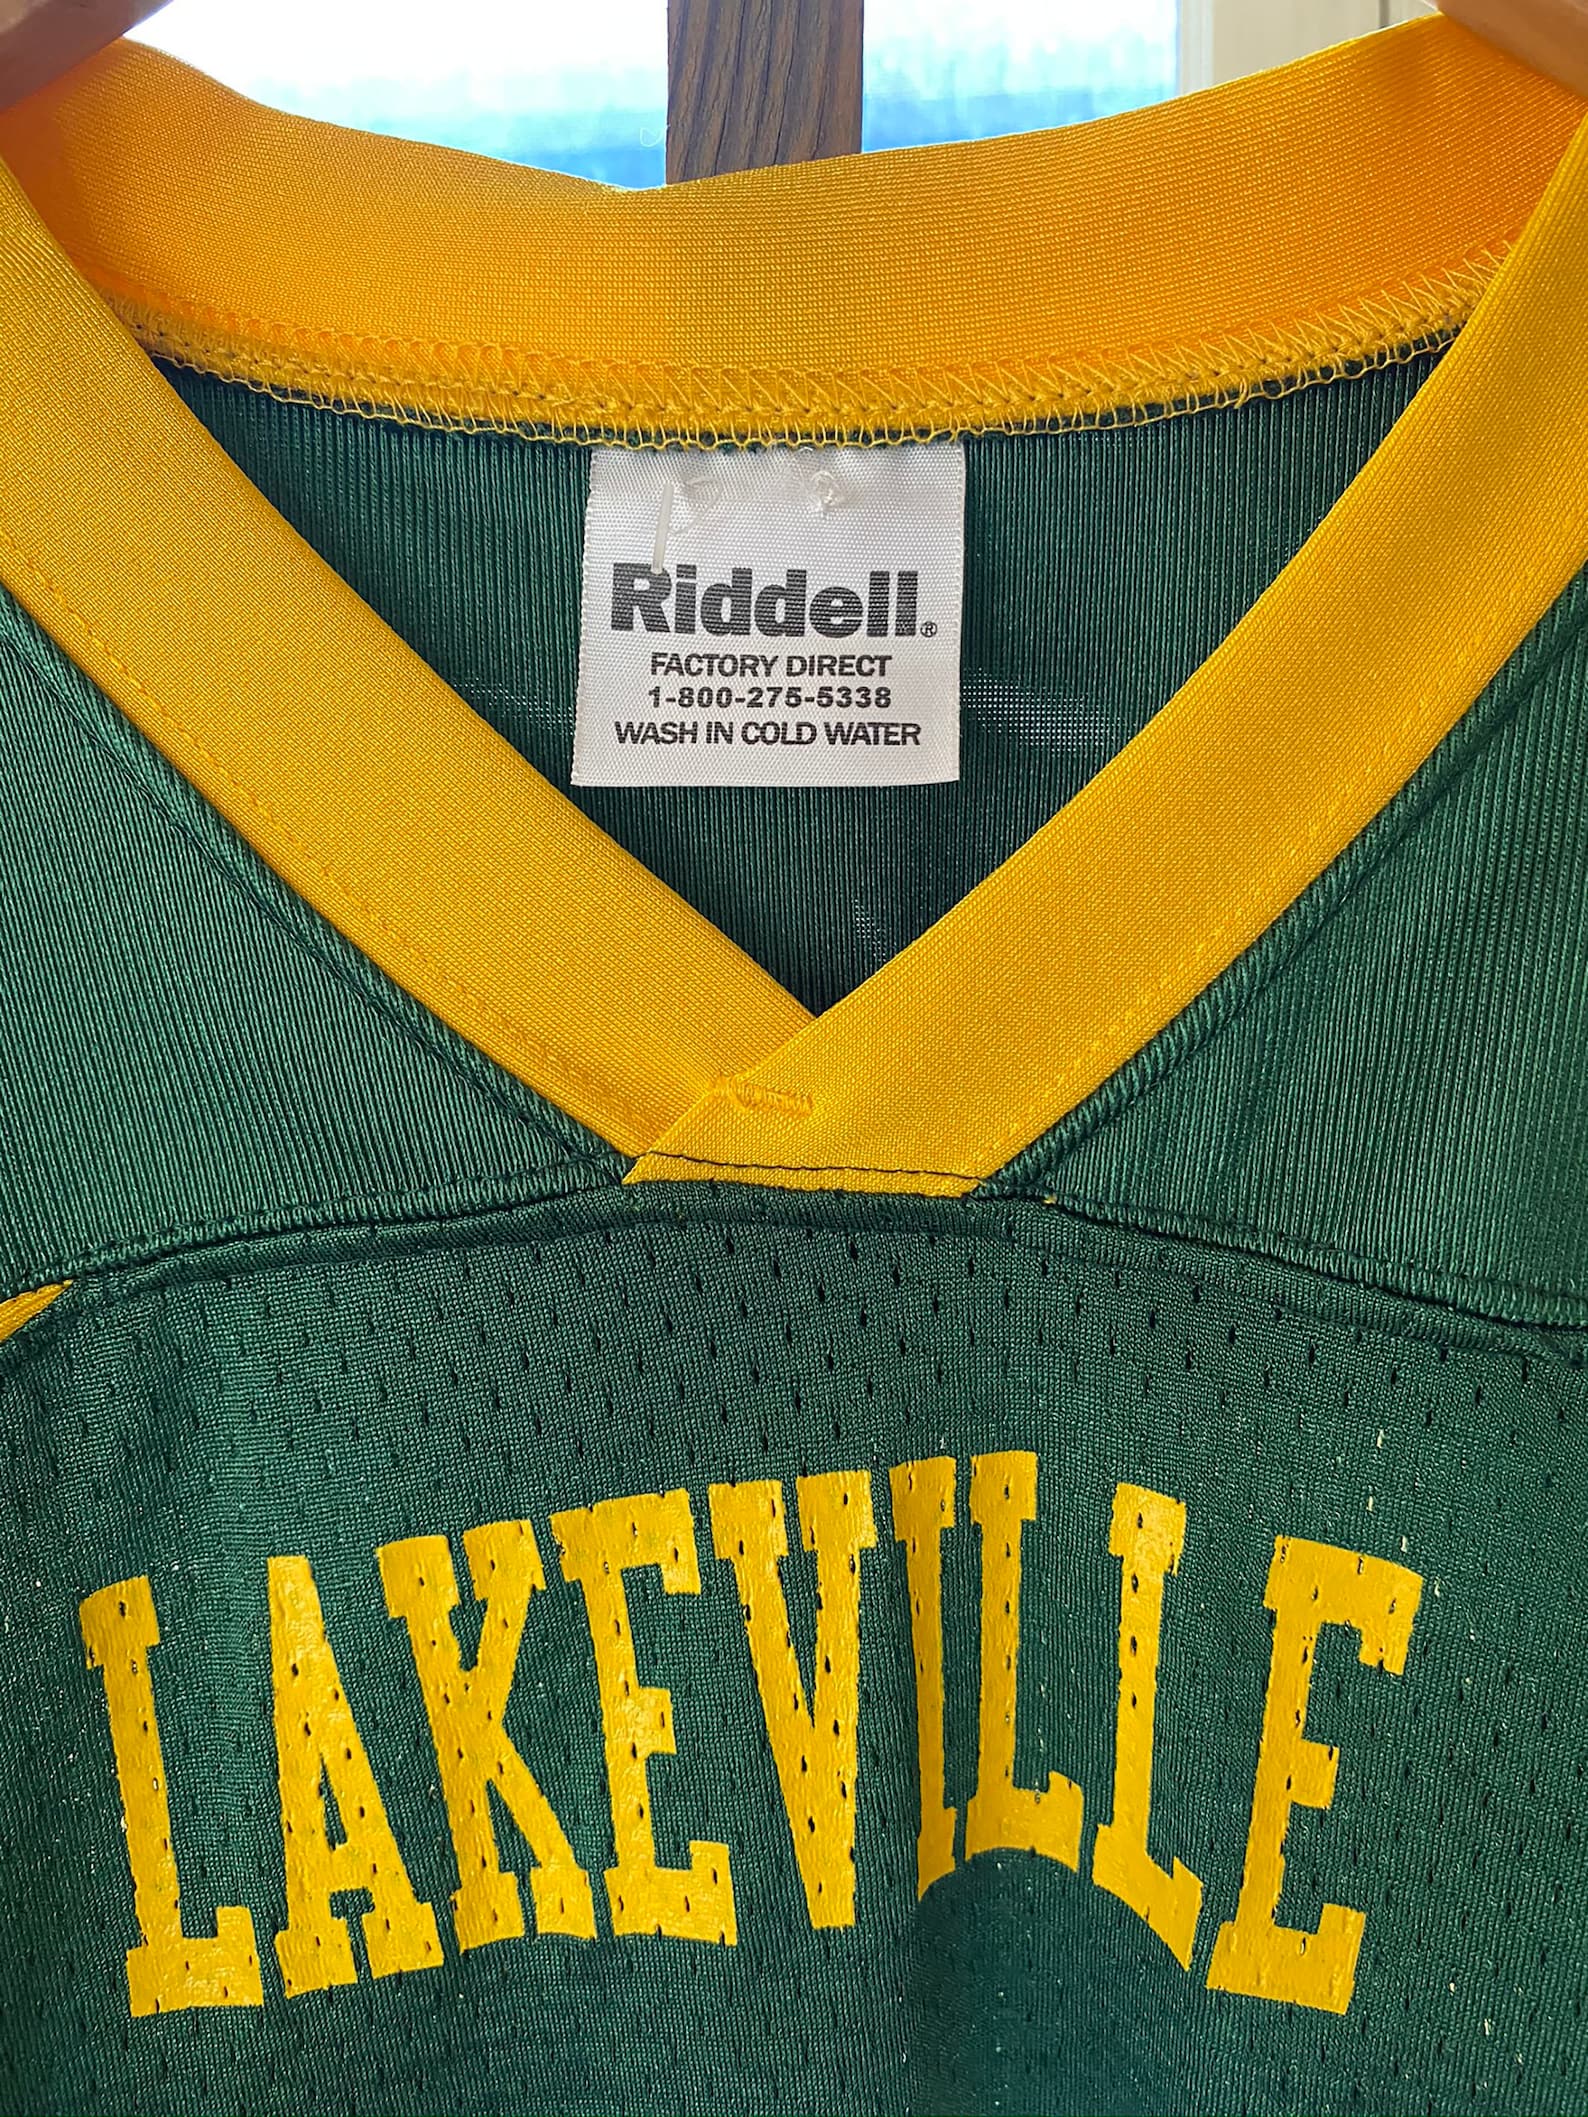 Riddell®
FACTORY DIRECT
1-800-275-5338
WASH IN COLD WATER
LAKEVILLE